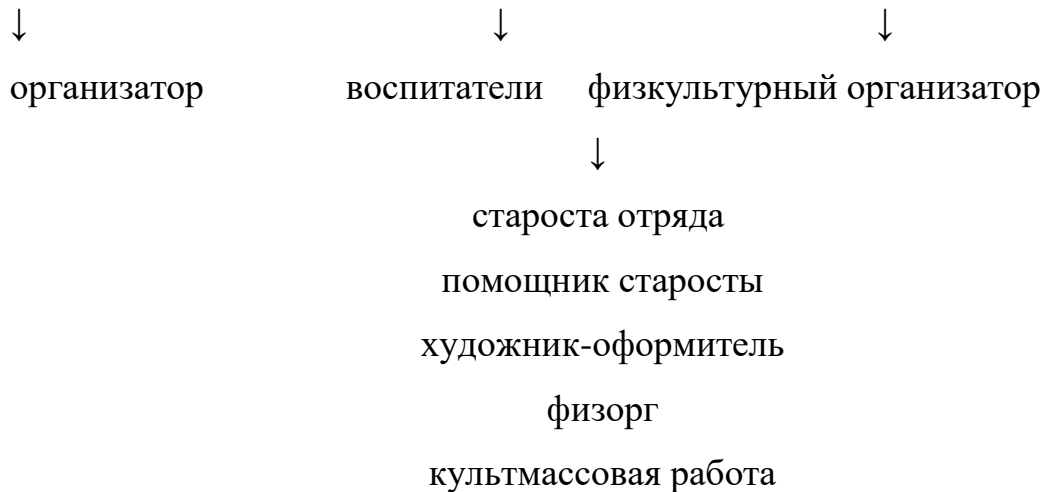 ↓ ↓ ↓
организатор воспитатели физкультурный организатор
↓
староста отряда
помощник старосты
художник-оформитель
физорг
культмассовая работа